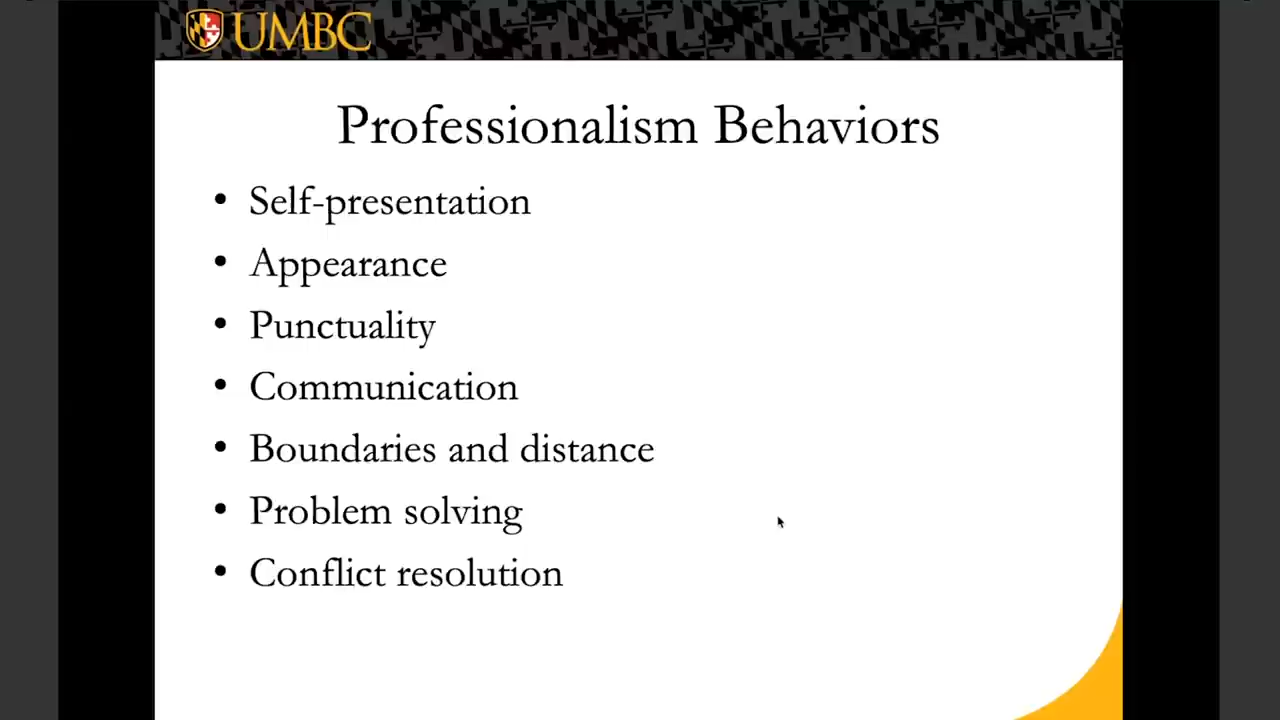 UMBC
Professionalism Behaviors
• Self-presentation
• Appearance
• Punctuality
• Communication
• Boundaries and distance
• Problem solving
• Conflict resolution